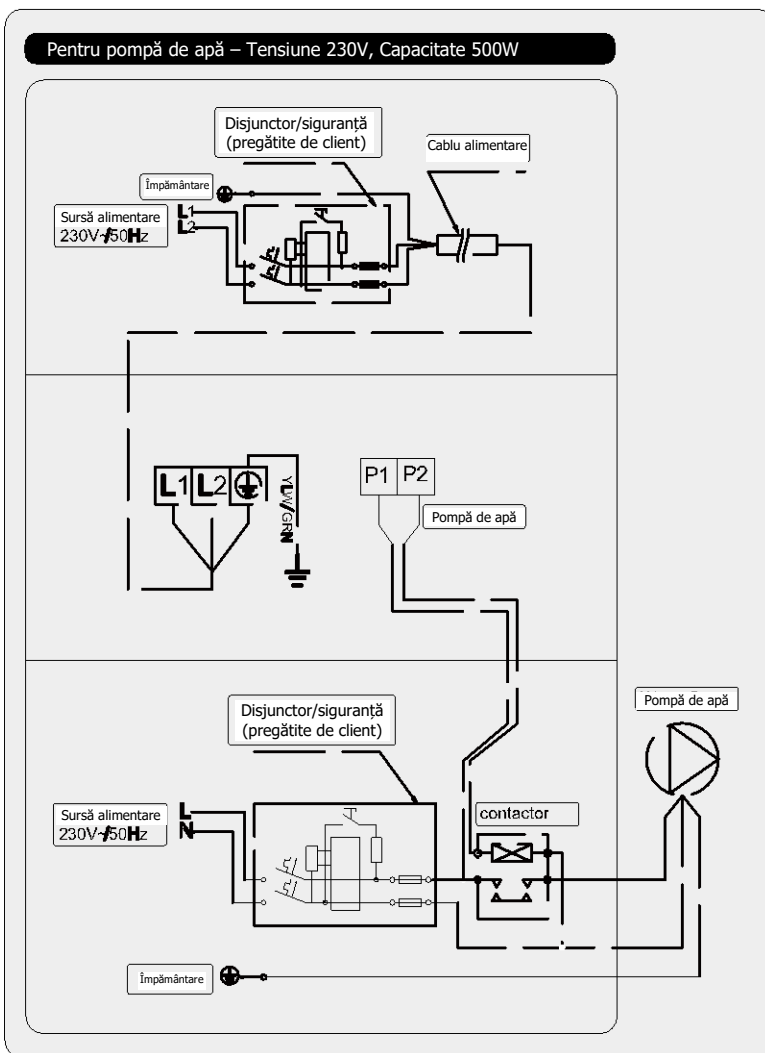 Pentru pompă de apă – Tensiune 230V, Capacitate 500W
Disjunctor/siguranță
(pregătite de client)
Cablu alimentare
Împământare
Sursă alimentare
230V~/50Hz
L1
L2
L1 L2
YLW/GRN
P1 P2
Pompă de apă
Disjunctor/siguranță
(pregătite de client)
Pompă de apă
Sursă alimentare
230V~/50Hz
L
N
contactor
Împământare